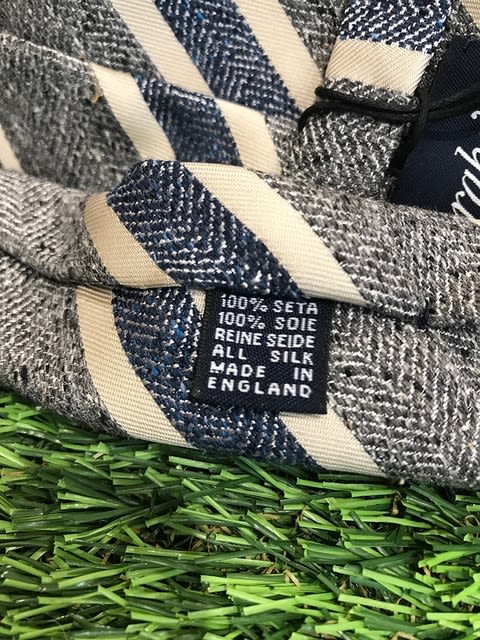 100% SETA
100% SOIE
REINE SEIDE
ALL SILK
MADE IN
ENGLAND